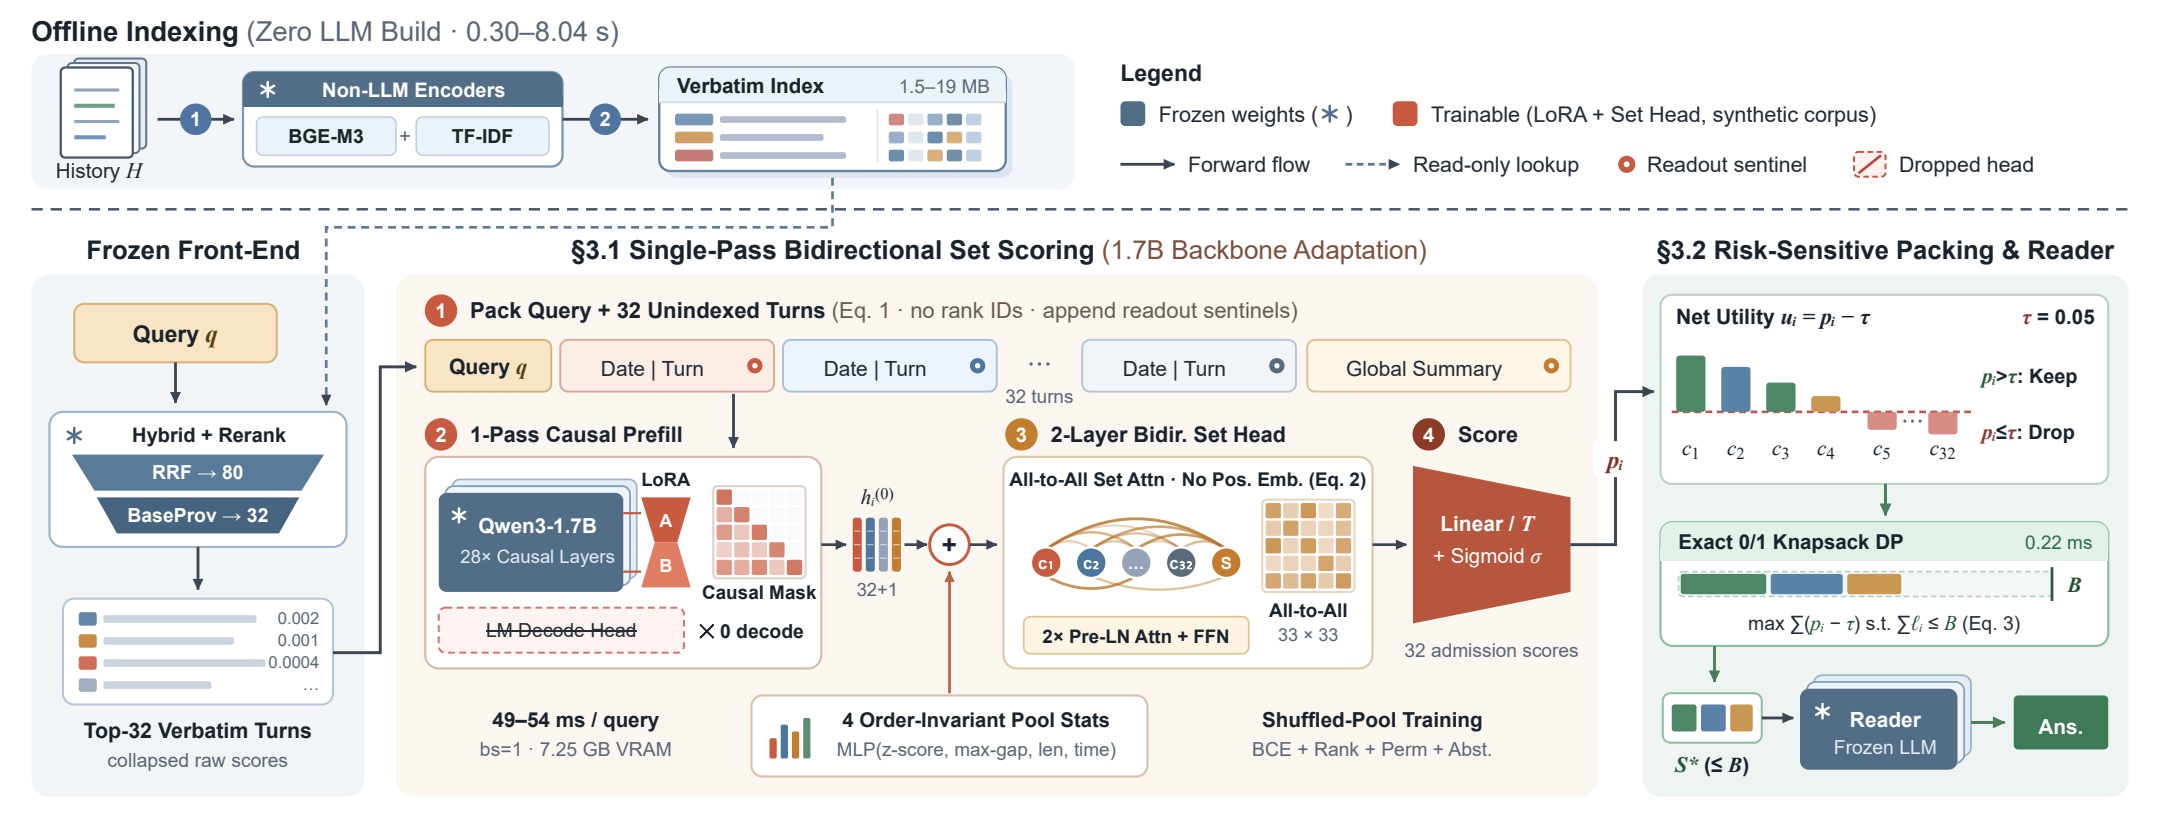 Offline Indexing (Zero LLM Build · 0.30–8.04 s)
History H
1
Non-LLM Encoders
BGE-M3 + TF-IDF
2
Verbatim Index 1.5–19 MB
Legend
Frozen weights (*)
Trainable (LoRA + Set Head, synthetic corpus)
Forward flow
Read-only lookup
Readout sentinel
Dropped head
Frozen Front-End
Query q
Hybrid + Rerank
RRF → 80
BaseProv → 32
0.002
0.001
0.0004
...
Top-32 Verbatim Turns
collapsed raw scores
§3.1 Single-Pass Bidirectional Set Scoring (1.7B Backbone Adaptation)
1 Pack Query + 32 Unindexed Turns (Eq. 1 · no rank IDs · append readout sentinels)
Query q
Date | Turn
Date | Turn
...
32 turns
Date | Turn
Global Summary
2 1-Pass Causal Prefill
LoRA
Qwen3-1.7B
28× Causal Layers
A
B
Causal Mask
LM Decode Head
× 0 decode
hᵢ⁽⁰⁾
32+1
+
3 2-Layer Bidir. Set Head
All-to-All Set Attn · No Pos. Emb. (Eq. 2)
C₁ C₂ ... C₃₂ S
2× Pre-LN Attn + FFN
All-to-All
33 × 33
4 Score
Linear / T
+ Sigmoid σ
32 admission scores
49–54 ms / query
bs=1 · 7.25 GB VRAM
4 Order-Invariant Pool Stats
MLP(z-score, max-gap, len, time)
Shuffled-Pool Training
BCE + Rank + Perm + Abst.
pᵢ
§3.2 Risk-Sensitive Packing & Reader
Net Utility uᵢ = pᵢ − τ
τ = 0.05
pᵢ>τ: Keep
pᵢ≤τ: Drop
...
c₁ c₂ c₃ c₄ c₅ c₃₂
Exact 0/1 Knapsack DP 0.22 ms
B
max ∑(pᵢ − τ) s.t. ∑ℓᵢ ≤ B (Eq. 3)
S* (≤ B)
Reader
Frozen LLM
Ans.